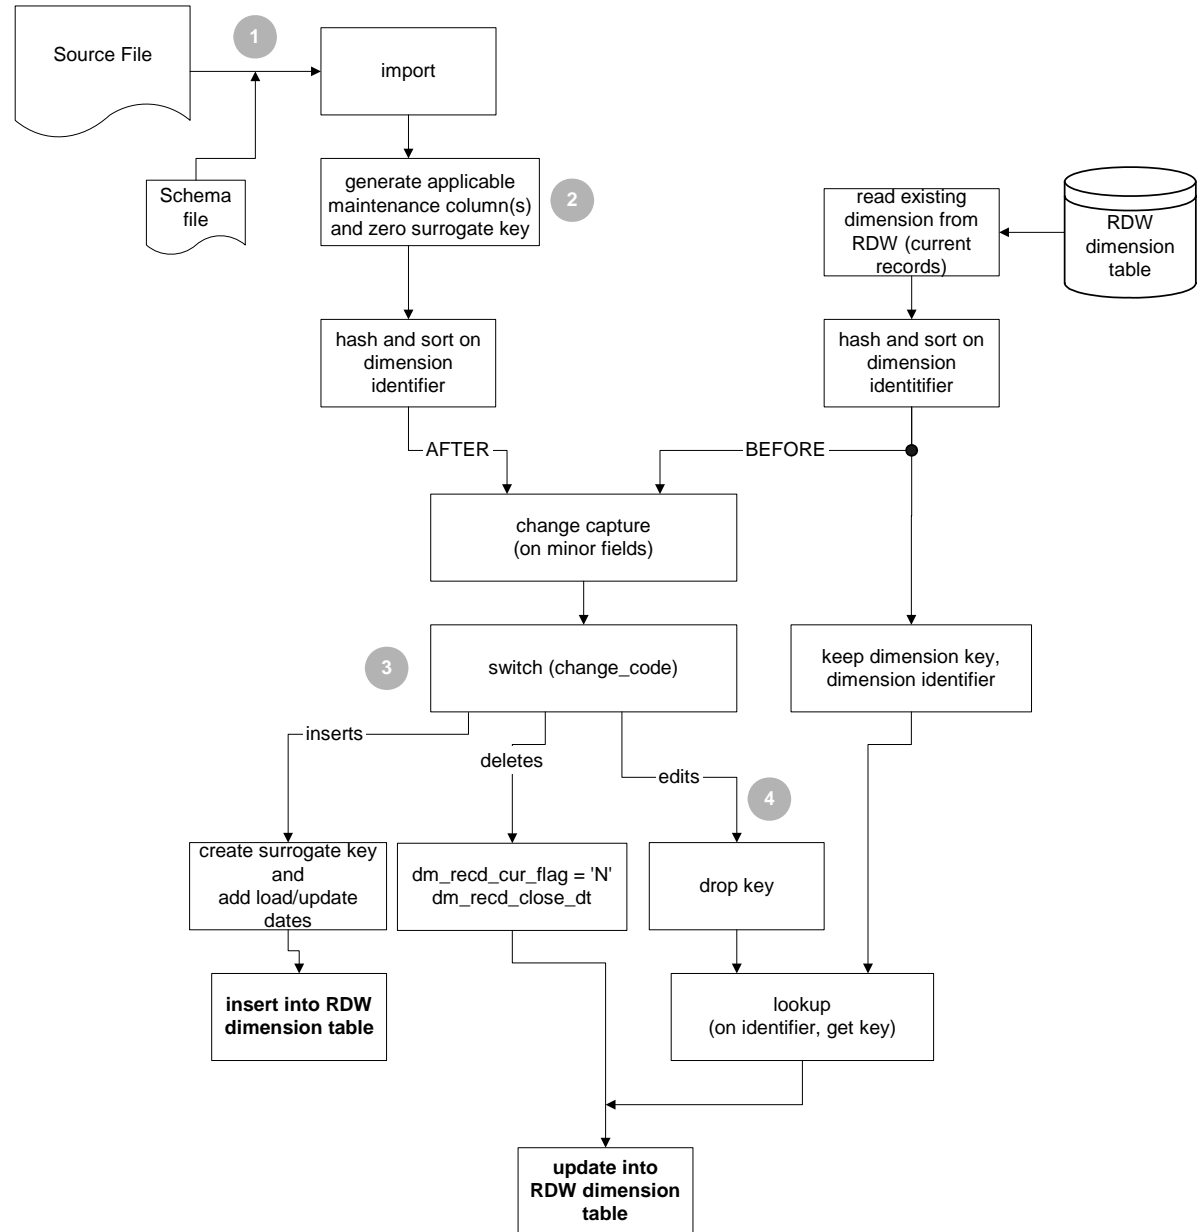 Source File
1
import
Schema
file
generate applicable
maintenance column(s)
and zero surrogate key
2
read existing
dimension from
RDW (current
records)
RDW
dimension
table
hash and sort on
dimension
identifier
hash and sort on
dimension
identitifier
AFTER
BEFORE
change capture
(on minor fields)
3
switch (change_code)
keep dimension key,
dimension identifier
inserts
deletes
edits
4
create surrogate key
and
add load/update
dates
dm_recd_cur_flag = 'N'
dm_recd_close_dt
drop key
insert into RDW
dimension table
lookup
(on identifier, get key)
update into
RDW dimension
table